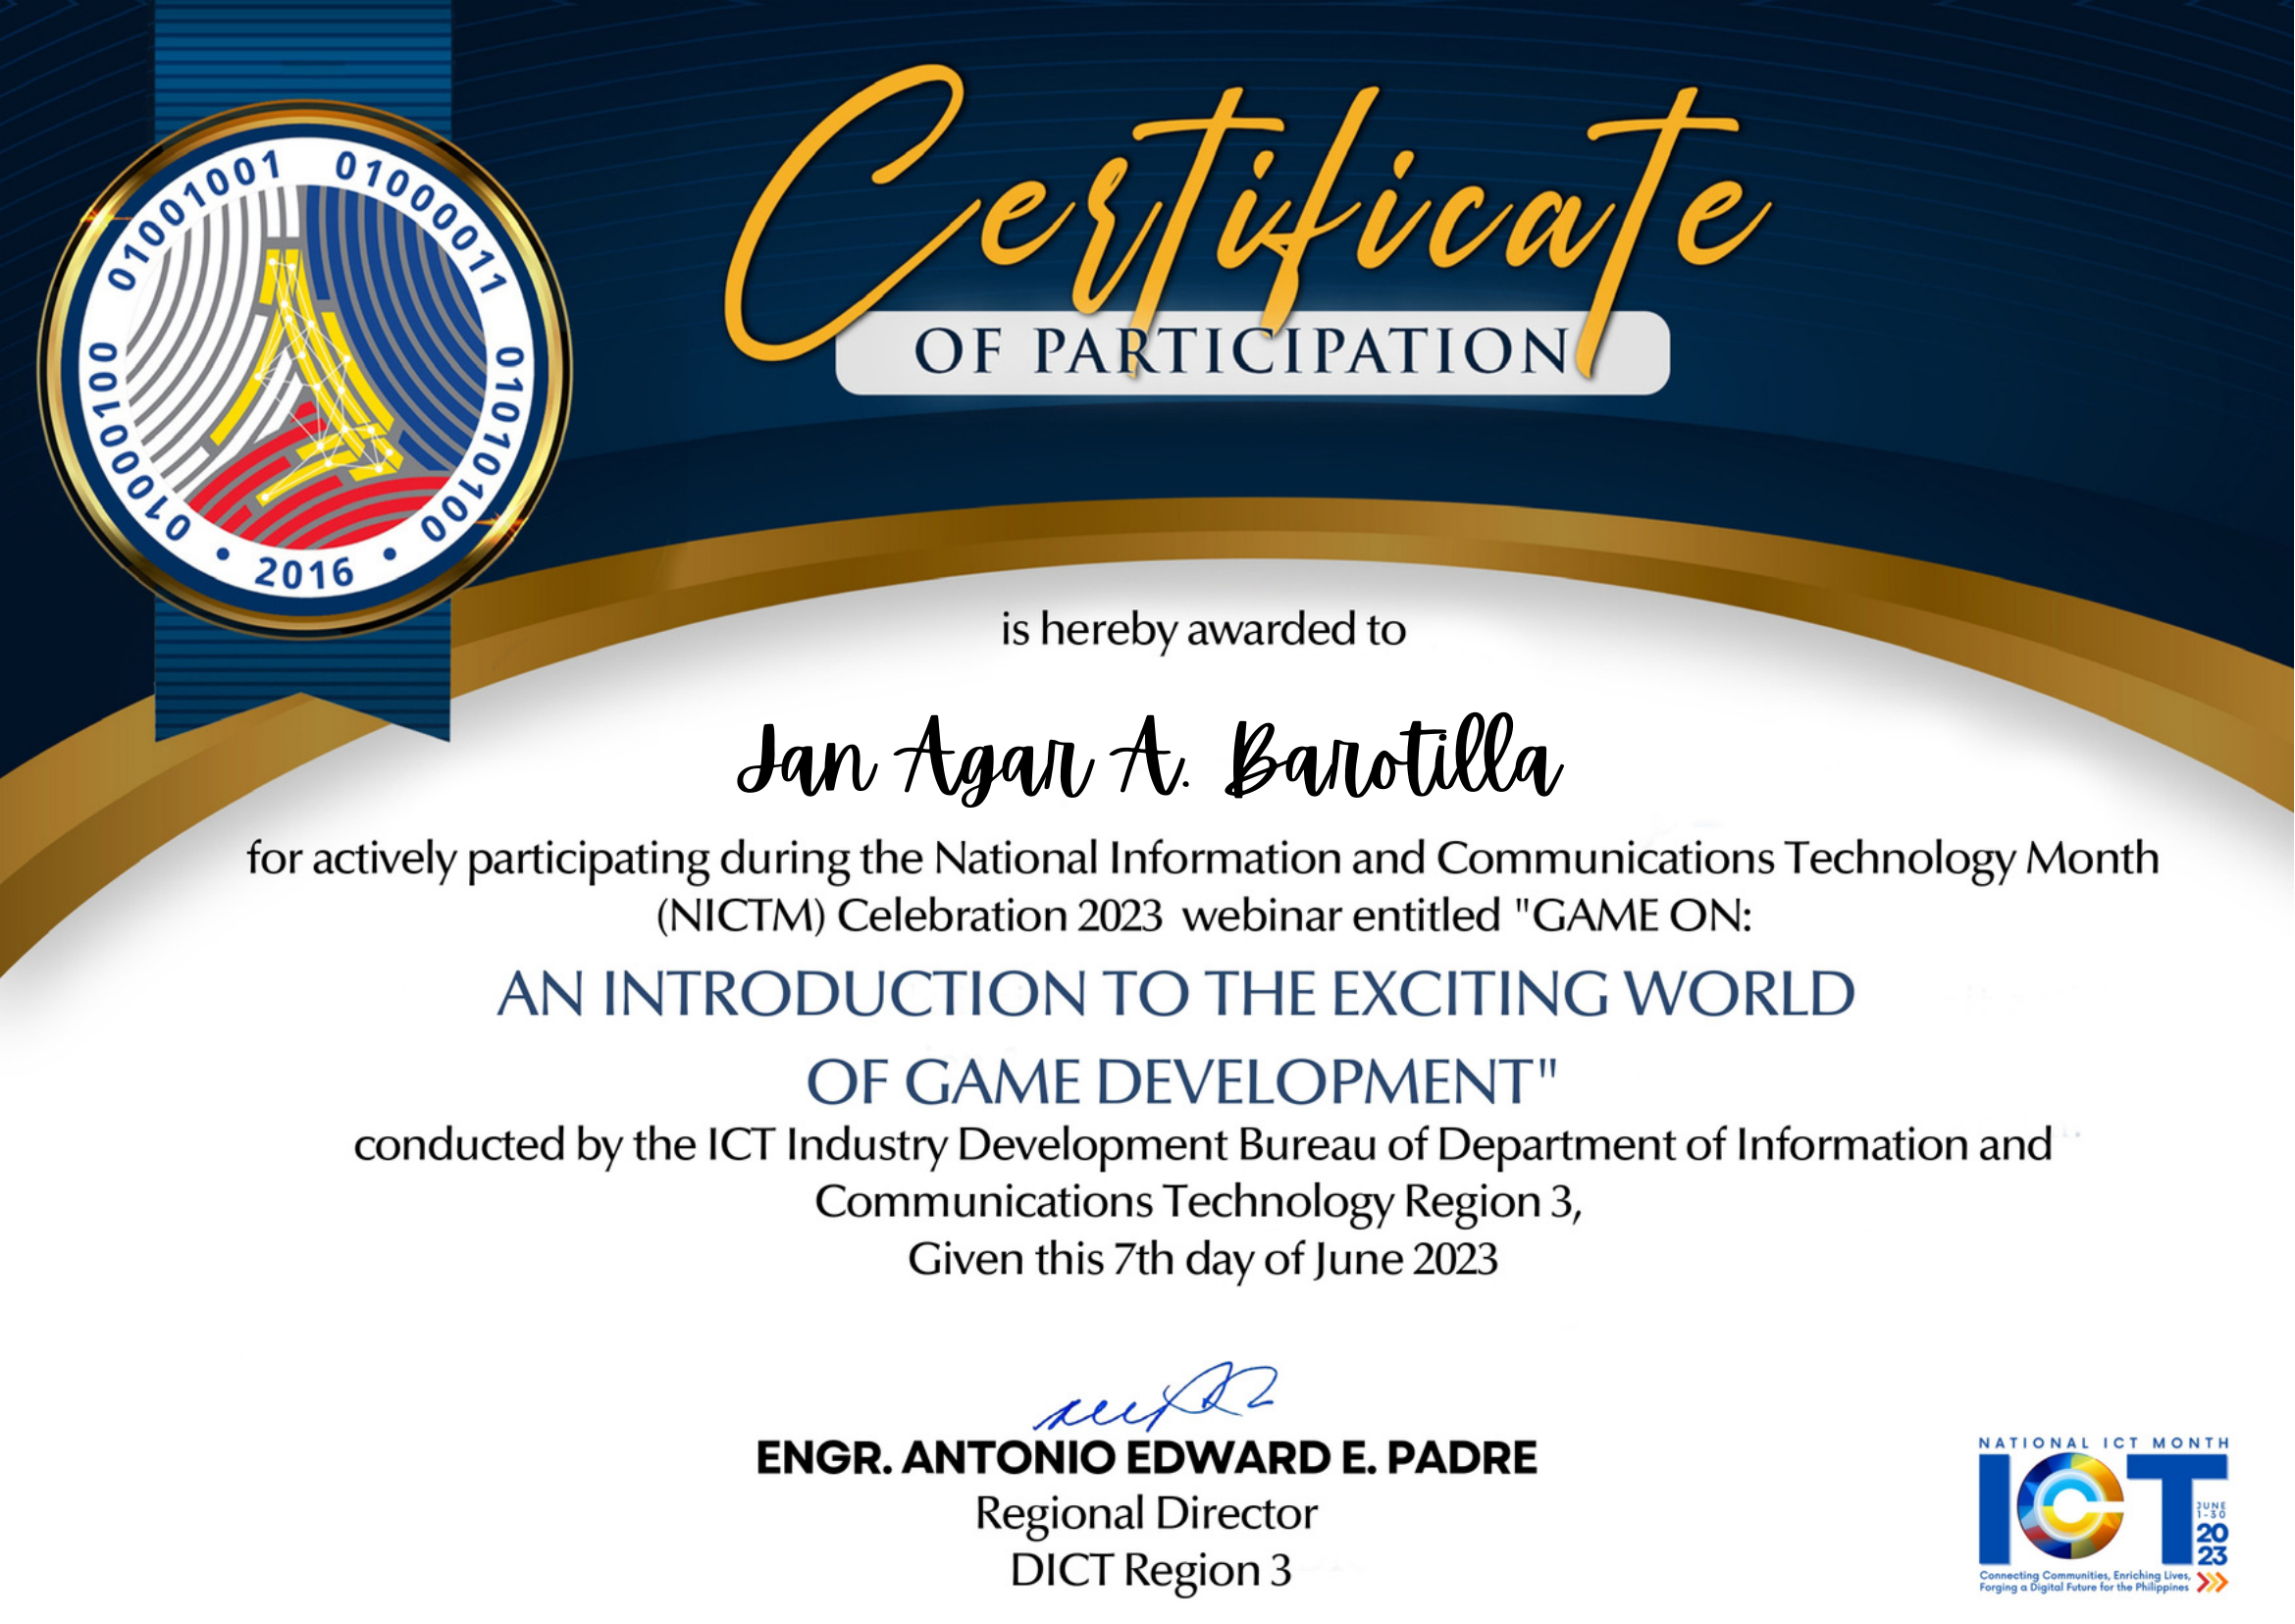 Certificate
OF PARTICIPATION
01001001 01000011 01010100
01000100
• 2016 •
is hereby awarded to
Jan Agar A. Barotilla
for actively participating during the National Information and Communications Technology Month
(NICTM) Celebration 2023 webinar entitled "GAME ON:
AN INTRODUCTION TO THE EXCITING WORLD
OF GAME DEVELOPMENT"
conducted by the ICT Industry Development Bureau of Department of Information and
Communications Technology Region 3,
Given this 7th day of June 2023
ENGR. ANTONIO EDWARD E. PADRE
Regional Director
DICT Region 3
NATIONAL ICT MONTH
ICT
JUNE
1-30
20
23
Connecting Communities, Enriching Lives,
Forging a Digital Future for the Philippines